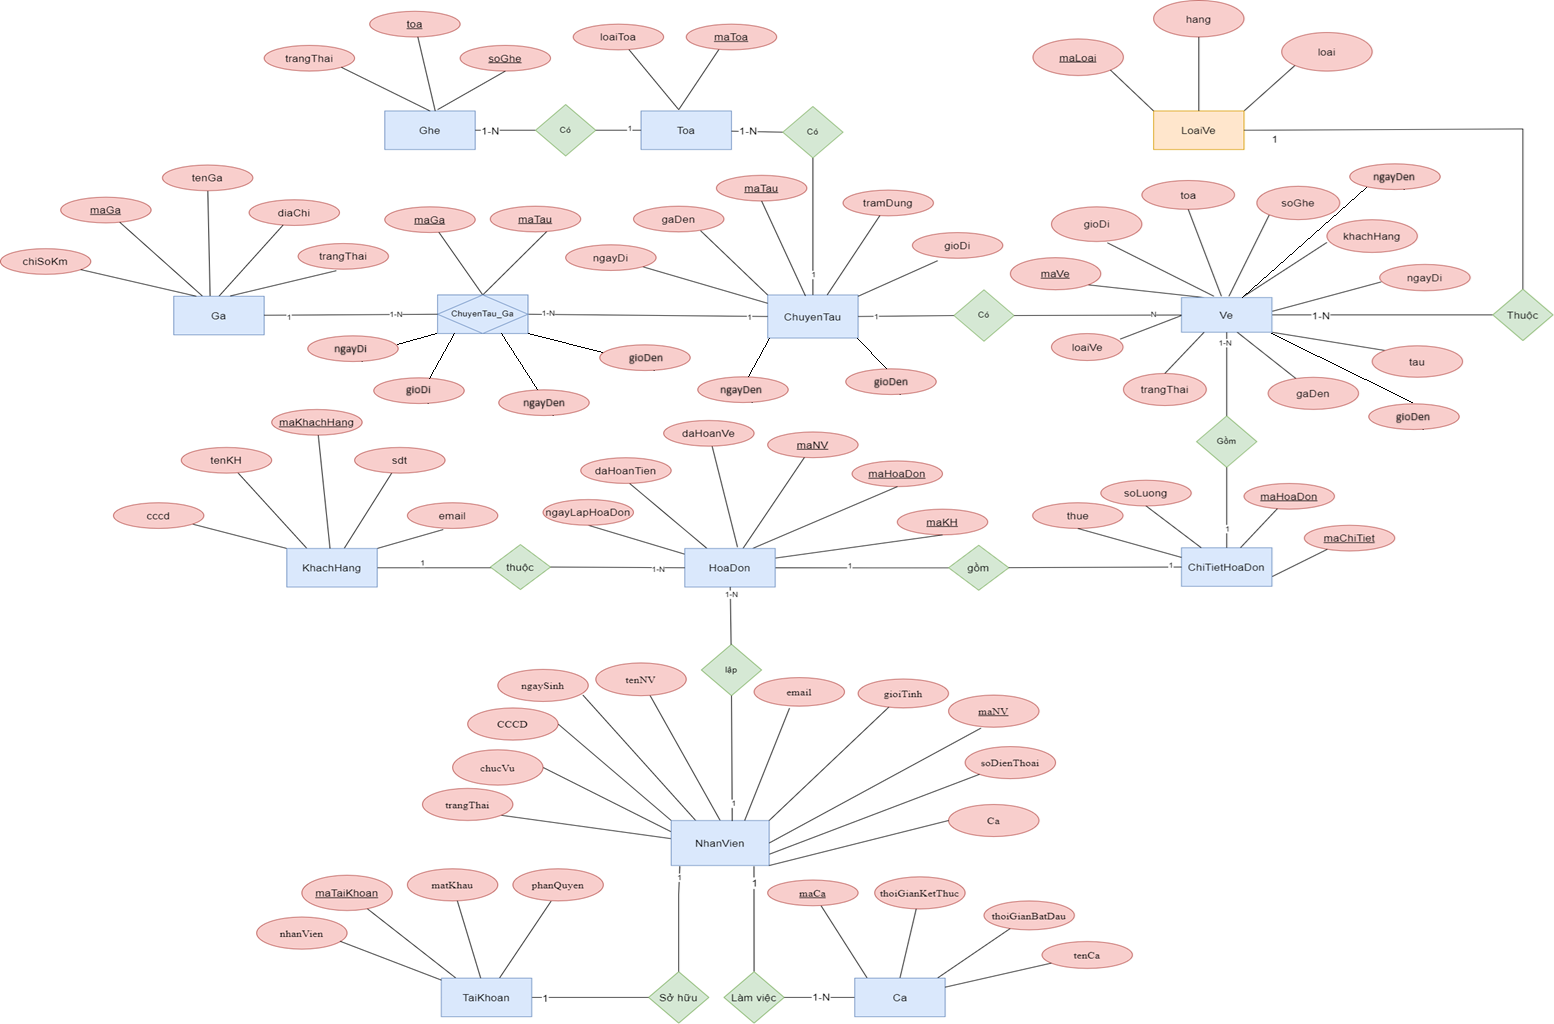 toa
trangThai
soGhe
Ghe
1-N
Có
1
loaiToa
maToa
Toa
1-N
Có
1
maLoai
hang
loai
LoaiVe
1
tenGa
maGa
diaChi
chiSoKm
trangThai
Ga
1
1-N
maGa
maTau
ChuyenTau_Ga
ngayDi
gioDi
ngayDen
gioDen
1-N
1
maTau
gaDen
tramDung
ngayDi
gioDi
ChuyenTau
ngayDen
gioDen
1
Có
N
ngayDen
toa
soGhe
gioDi
khachHang
maVe
ngayDi
Ve
loaiVe
trangThai
gaDen
tau
gioDen
1-N
Thuộc
1-N
Gồm
1
maKhachHang
tenKH
sdt
cccd
email
KhachHang
1
thuộc
1-N
daHoanVe
maNV
daHoanTien
maHoaDon
ngayLapHoaDon
maKH
HoaDon
1
gồm
1
soLuong
maHoaDon
thue
maChiTiet
ChiTietHoaDon
1-N
lập
1
ngaySinh
tenNV
email
gioiTinh
CCCD
maNV
chucVu
soDienThoai
trangThai
Ca
NhanVien
1
1
maTaiKhoan
matKhau
phanQuyen
nhanVien
TaiKhoan
1
Sở hữu
Làm việc
1-N
maCa
thoiGianKetThuc
thoiGianBatDau
tenCa
Ca